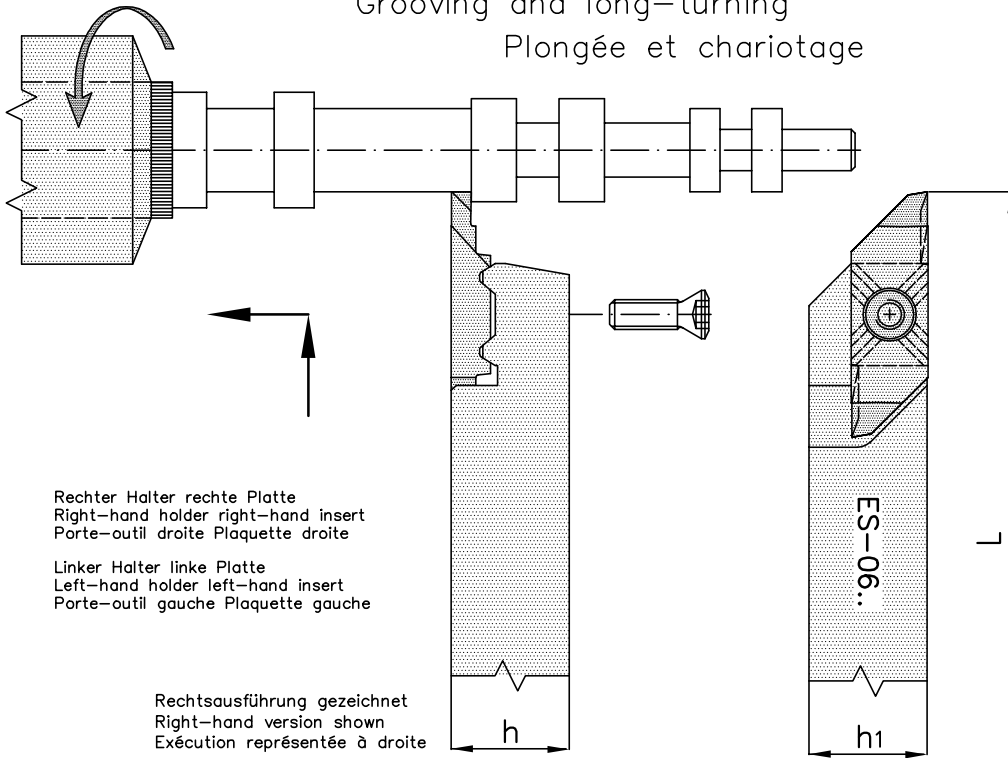 Grooving and long-turning
Plongée et chariotage
Rechter Halter rechte Platte
Right-hand holder right-hand insert
Porte-outil droite Plaquette droite
Linker Halter linke Platte
Left-hand holder left-hand insert
Porte-outil gauche Plaquette gauche
ES-06..
L
Rechtsausführung gezeichnet
Right-hand version shown
Exécution représentée à droite
h
h1